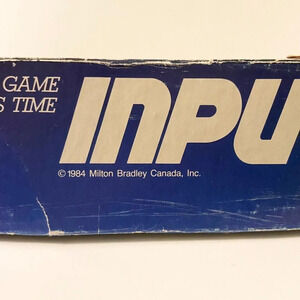 GAME
S TIME
INPU
© 1984 Milton Bradley Canada, Inc.